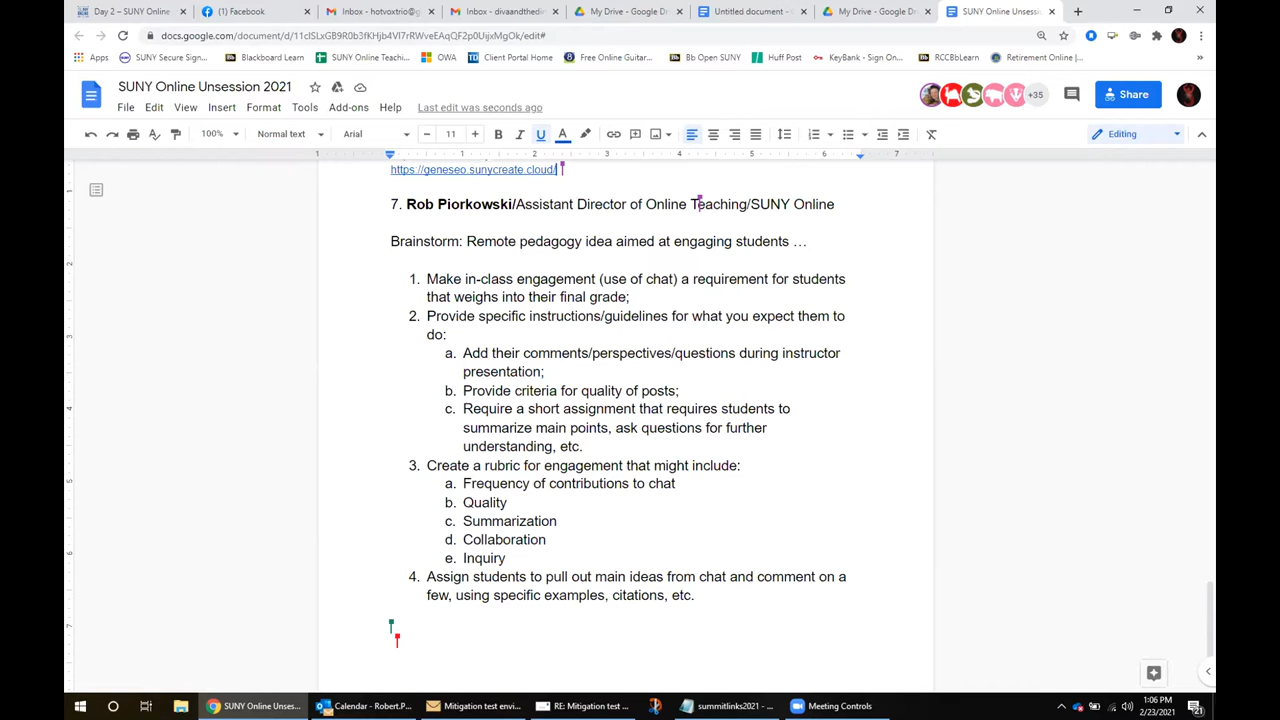 Day 2 – SUNY Online
(1) Facebook
Inbox - hotvoxtrio@g
Inbox - divaandthedin
My Drive - Google D
Untitled document - G
My Drive - Google D
SUNY Online Unsessi
docs.google.com/document/d/
Apps
SUNY Secure Sign...
Blackboard Learn
SUNY Online Teachi...
OWA
Client Portal Home
Free Online Guitar...
Bb Open SUNY
Huff Post
KeyBank - Sign On...
RCCBbLearn
Retirement Online |...
SUNY Online Unsession 2021
File Edit View Insert Format Tools Add-ons Help Last edit was seconds ago
+35
Share
100% Normal text Arial 11
Editing
1 1 2 3 4 5 6 7
https://geneseo.sunycreate.cloud/
7. Rob Piorkowski/Assistant Director of Online Teaching/SUNY Online
Brainstorm: Remote pedagogy idea aimed at engaging students …
1. Make in-class engagement (use of chat) a requirement for students
that weighs into their final grade;
2. Provide specific instructions/guidelines for what you expect them to
do:
a. Add their comments/perspectives/questions during instructor
presentation;
b. Provide criteria for quality of posts;
c. Require a short assignment that requires students to
summarize main points, ask questions for further
understanding, etc.
3. Create a rubric for engagement that might include:
a. Frequency of contributions to chat
b. Quality
c. Summarization
d. Collaboration
e. Inquiry
4. Assign students to pull out main ideas from chat and comment on a
few, using specific examples, citations, etc.
SUNY Online Unses...
Calendar - Robert.P...
Mitigation test envi...
RE: Mitigation test ...
summitlinks2021 - ...
Meeting Controls
1:06 PM
2/23/2021
21